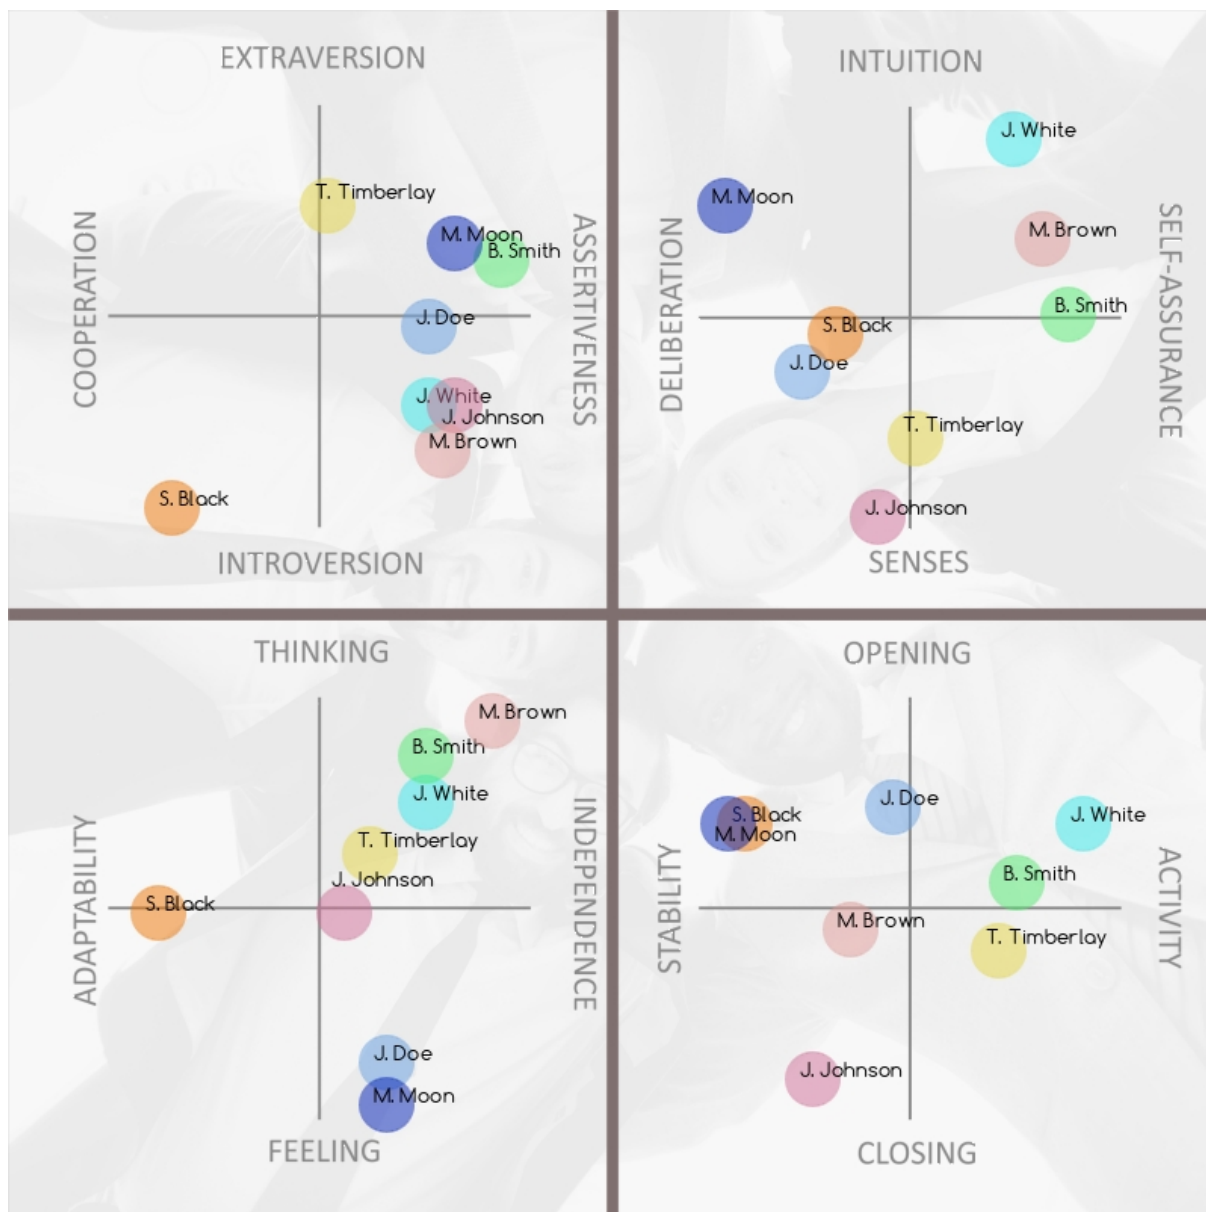 EXTRAVERSION
T. Timberlay
M. Moon
B. Smith
COOPERATION
ASSERTIVENESS
J. Doe
J. White
J. Johnson
M. Brown
S. Black
INTROVERSION
INTUITION
J. White
M. Moon
M. Brown
DELIBERATION
SELF-ASSURANCE
B. Smith
S. Black
J. Doe
T. Timberlay
J. Johnson
SENSES
THINKING
M. Brown
B. Smith
J. White
T. Timberlay
J. Johnson
ADAPTABILITY
INDEPENDENCE
S. Black
J. Doe
M. Moon
FEELING
OPENING
J. Doe
S. Black
M. Moon
J. White
B. Smith
STABILITY
ACTIVITY
M. Brown
T. Timberlay
J. Johnson
CLOSING